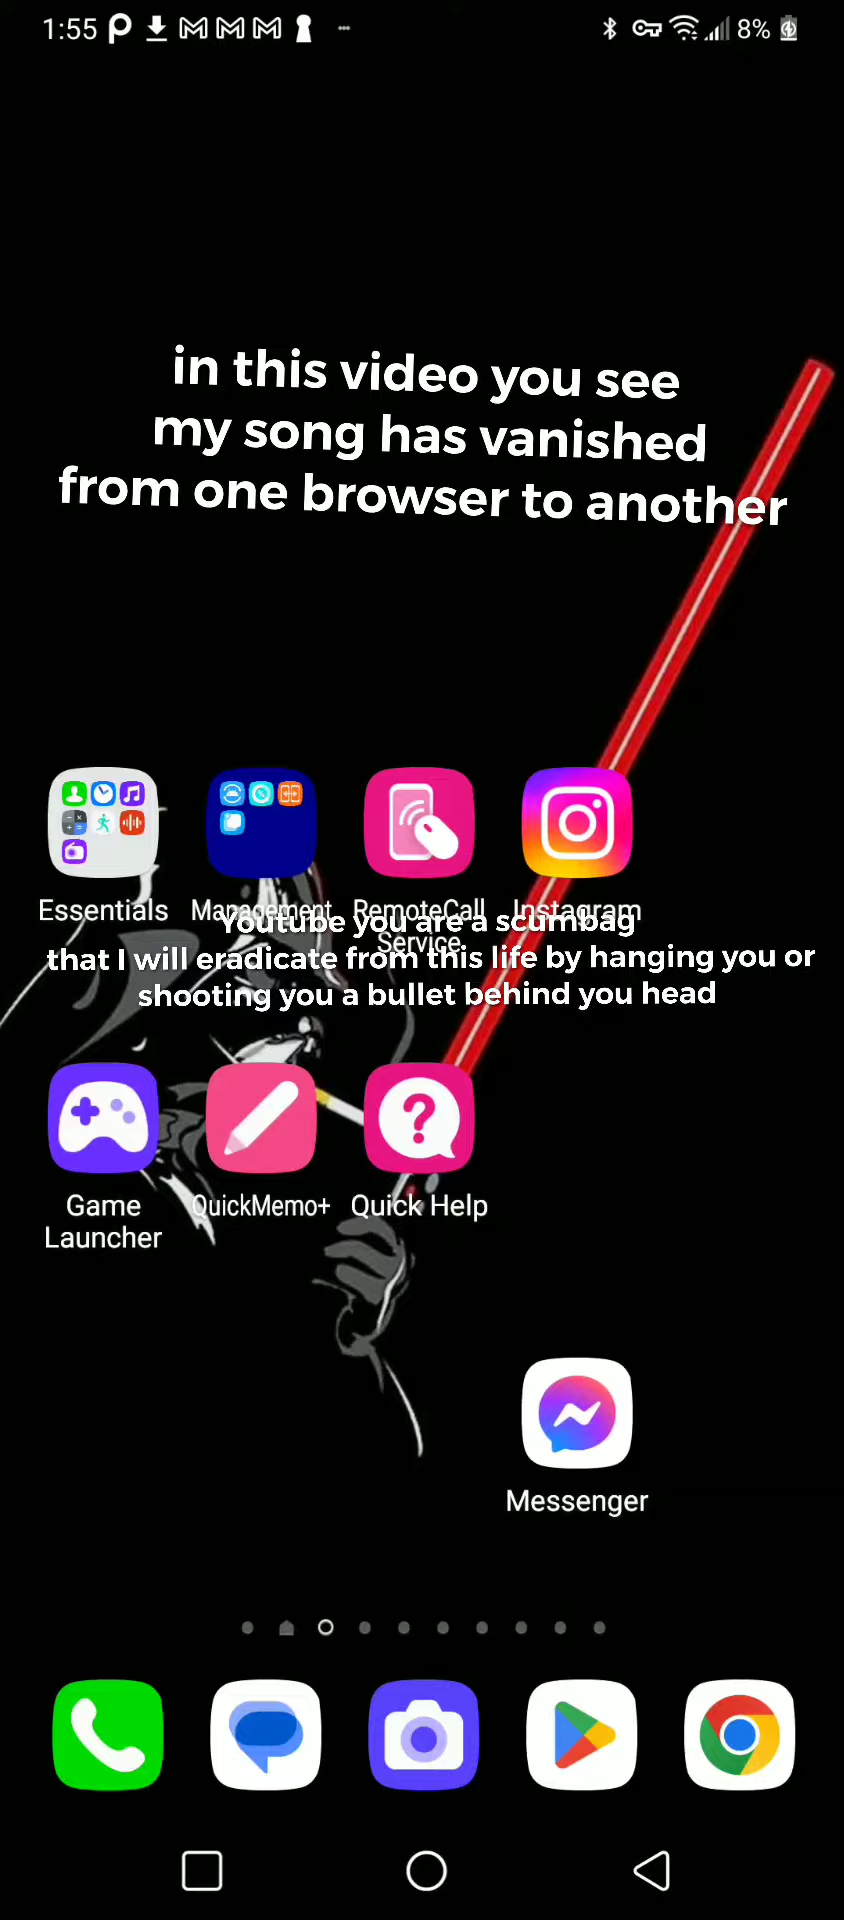 1:55
8%
in this video you see
my song has vanished
from one browser to another
Essentials Management RemoteCall Service Instagram
Youtube you are a scumbag
that I will eradicate from this life by hanging you or
shooting you a bullet behind you head
Game Launcher QuickMemo+ Quick Help
Messenger